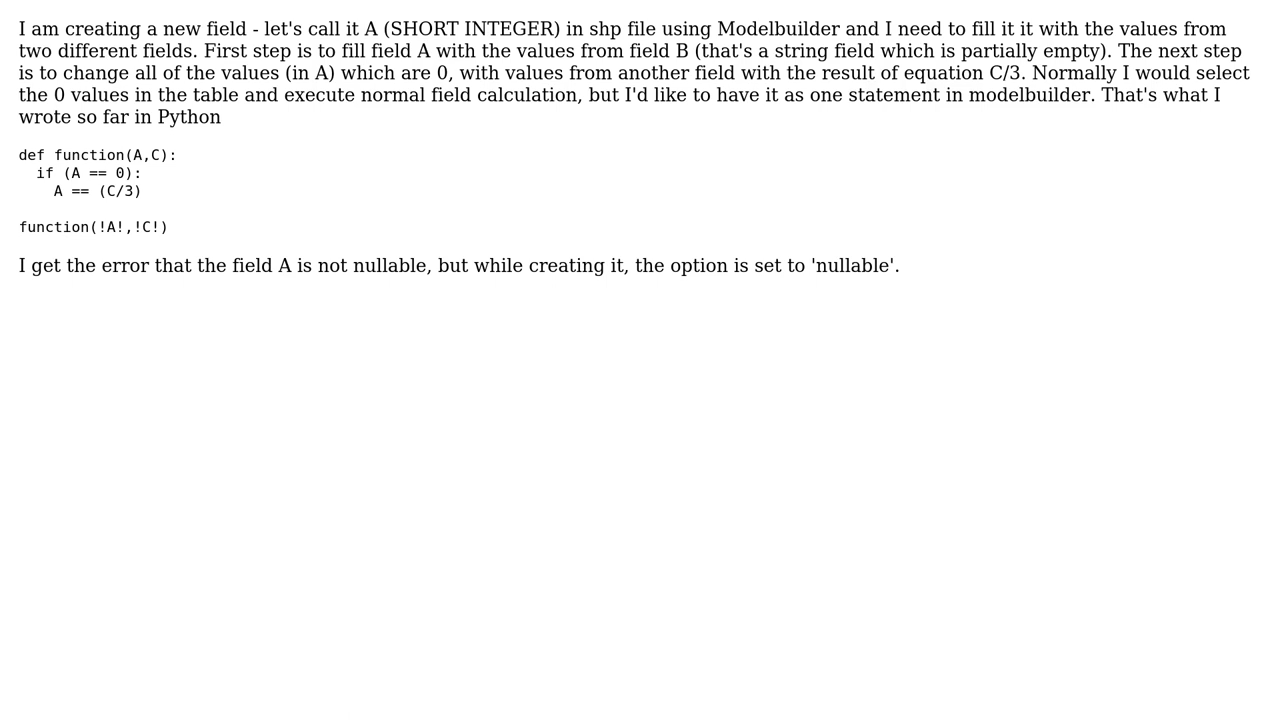 I am creating a new field - let's call it A (SHORT INTEGER) in shp file using Modelbuilder and I need to fill it it with the values from
two different fields. First step is to fill field A with the values from field B (that's a string field which is partially empty). The next step
is to change all of the values (in A) which are 0, with values from another field with the result of equation C/3. Normally I would select
the 0 values in the table and execute normal field calculation, but I'd like to have it as one statement in modelbuilder. That's what I
wrote so far in Python
def function(A,C):
  if (A == 0):
    A == (C/3)
function(!A!,!C!)
I get the error that the field A is not nullable, but while creating it, the option is set to 'nullable'.